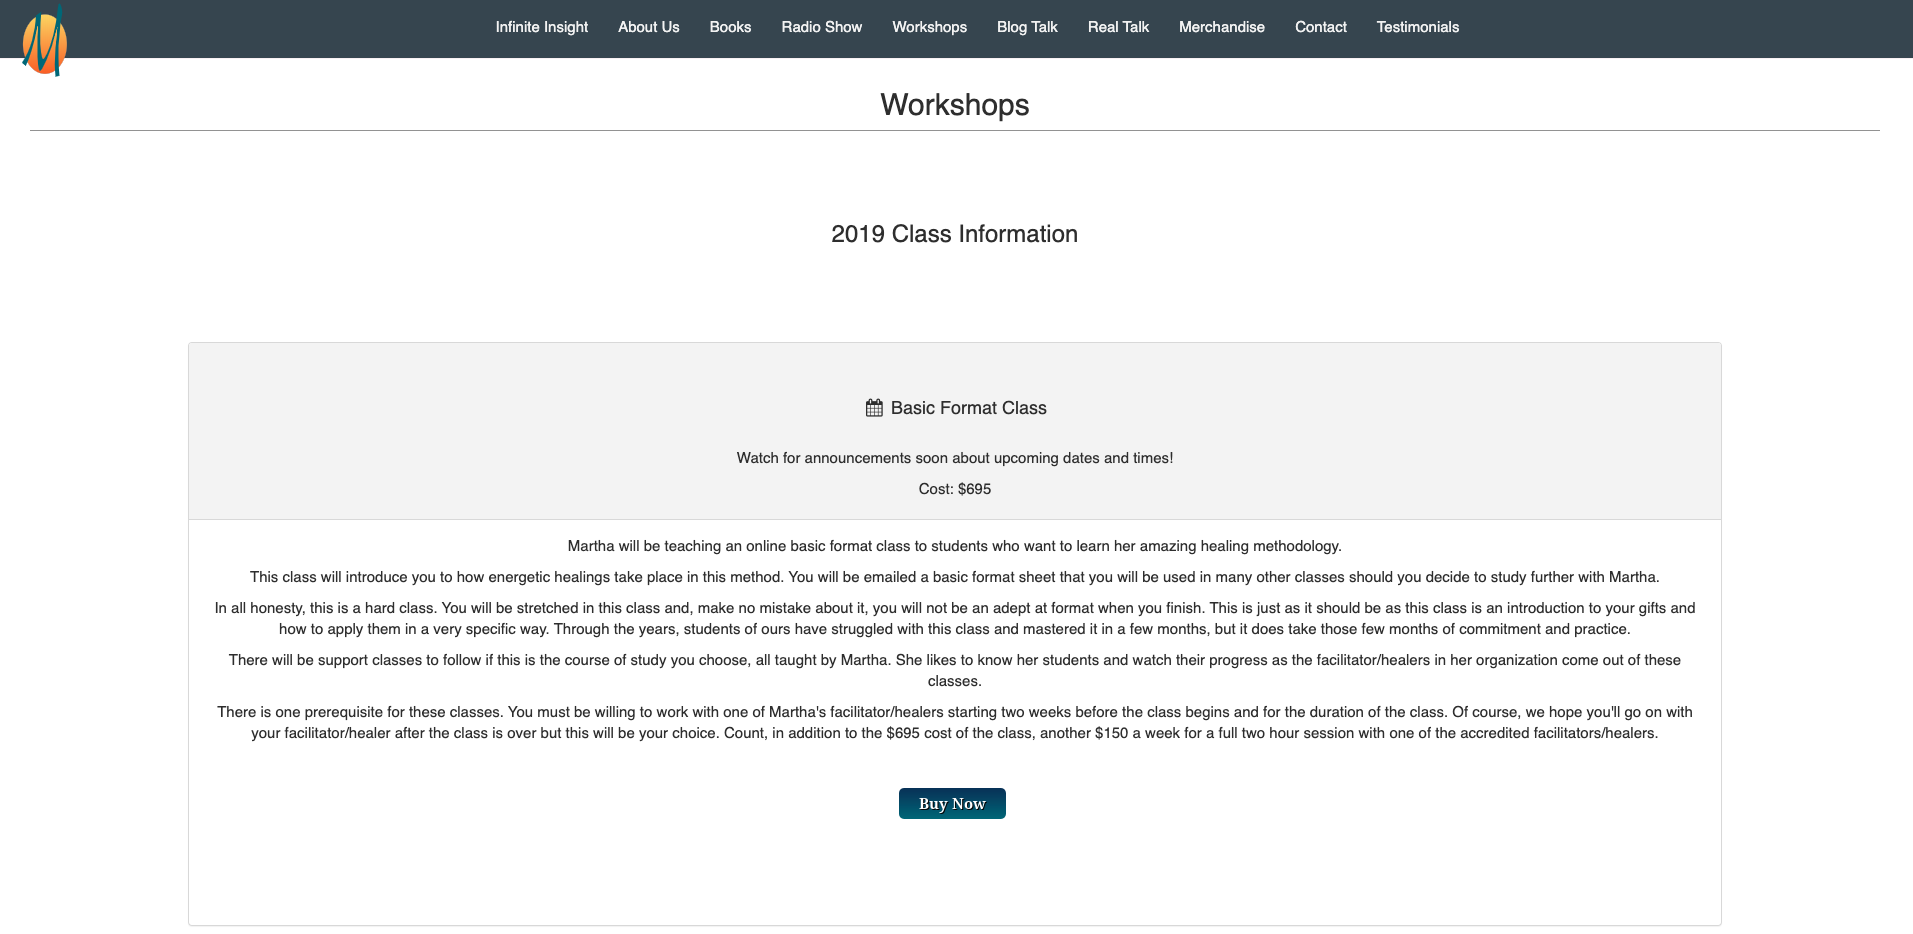 Infinite Insight About Us Books Radio Show Workshops Blog Talk Real Talk Merchandise Contact Testimonials
Workshops
2019 Class Information
Basic Format Class
Watch for announcements soon about upcoming dates and times!
Cost: $695
Martha will be teaching an online basic format class to students who want to learn her amazing healing methodology.
This class will introduce you to how energetic healings take place in this method. You will be emailed a basic format sheet that you will be used in many other classes should you decide to study further with Martha.
In all honesty, this is a hard class. You will be stretched in this class and, make no mistake about it, you will not be an adept at format when you finish. This is just as it should be as this class is an introduction to your gifts and
how to apply them in a very specific way. Through the years, students of ours have struggled with this class and mastered it in a few months, but it does take those few months of commitment and practice.
There will be support classes to follow if this is the course of study you choose, all taught by Martha. She likes to know her students and watch their progress as the facilitator/healers in her organization come out of these
classes.
There is one prerequisite for these classes. You must be willing to work with one of Martha's facilitator/healers starting two weeks before the class begins and for the duration of the class. Of course, we hope you'll go on with
your facilitator/healer after the class is over but this will be your choice. Count, in addition to the $695 cost of the class, another $150 a week for a full two hour session with one of the accredited facilitators/healers.
Buy Now